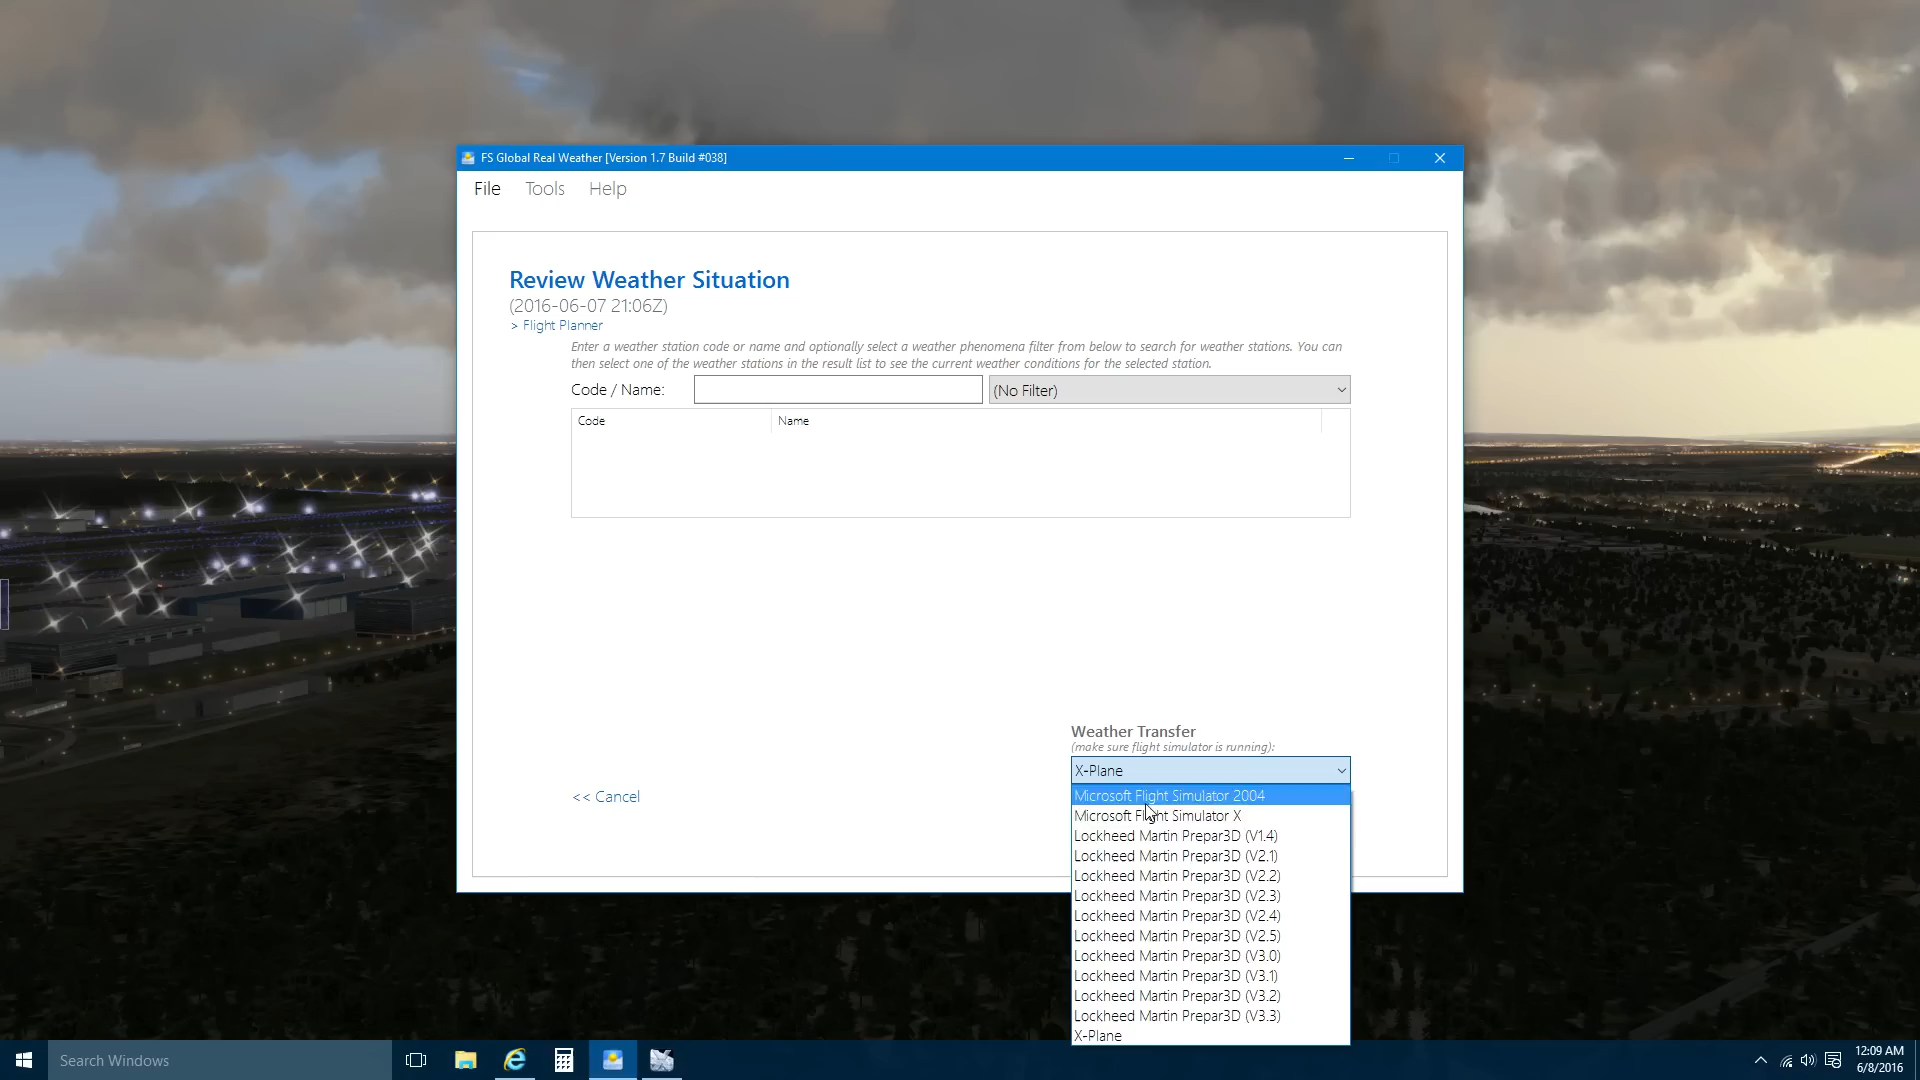 FS Global Real Weather [Version 1.7 Build #038]
File Tools Help
Review Weather Situation
(2016-06-07 21:06Z)
> Flight Planner
Enter a weather station code or name and optionally select a weather phenomena filter from below to search for weather stations. You can
then select one of the weather stations in the result list to see the current weather conditions for the selected station.
Code / Name: (No Filter)
Code Name
Weather Transfer
(make sure flight simulator is running):
X-Plane
<< Cancel
Microsoft Flight Simulator 2004
Microsoft Flight Simulator X
Lockheed Martin Prepar3D (V1.4)
Lockheed Martin Prepar3D (V2.1)
Lockheed Martin Prepar3D (V2.2)
Lockheed Martin Prepar3D (V2.3)
Lockheed Martin Prepar3D (V2.4)
Lockheed Martin Prepar3D (V2.5)
Lockheed Martin Prepar3D (V3.0)
Lockheed Martin Prepar3D (V3.1)
Lockheed Martin Prepar3D (V3.2)
Lockheed Martin Prepar3D (V3.3)
X-Plane
Search Windows
12:09 AM
6/8/2016